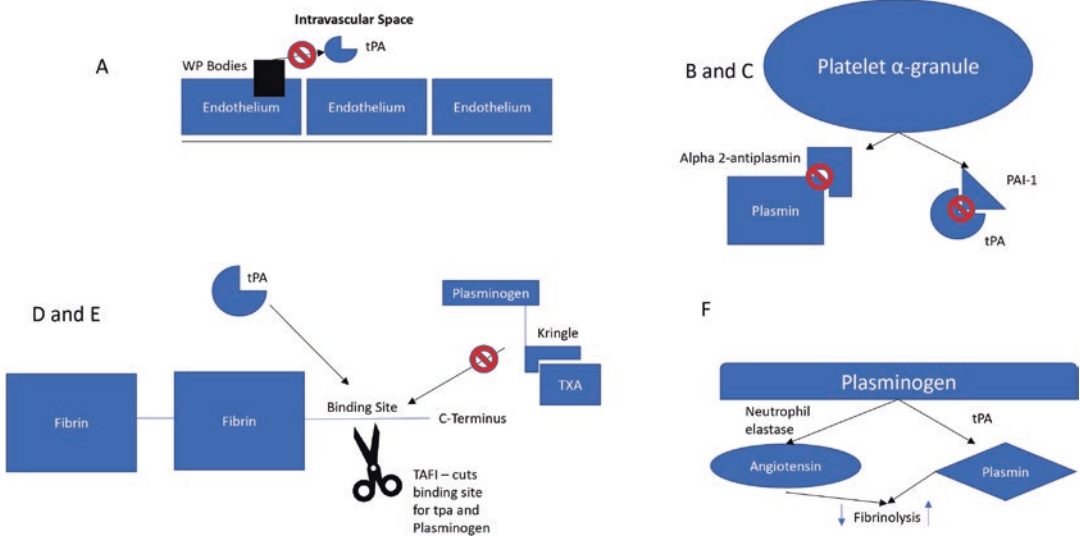 A
Intravascular Space
tPA
WP Bodies
Endothelium
Endothelium
Endothelium
B and C
Platelet α-granule
Alpha 2-antiplasmin
PAI-1
Plasmin
tPA
D and E
tPA
Plasminogen
Kringle
TXA
Fibrin
Fibrin
Binding Site
C-Terminus
TAFI – cuts
binding site
for tpa and
Plasminogen
F
Plasminogen
Neutrophil
elastase
tPA
Angiotensin
Plasmin
Fibrinolysis